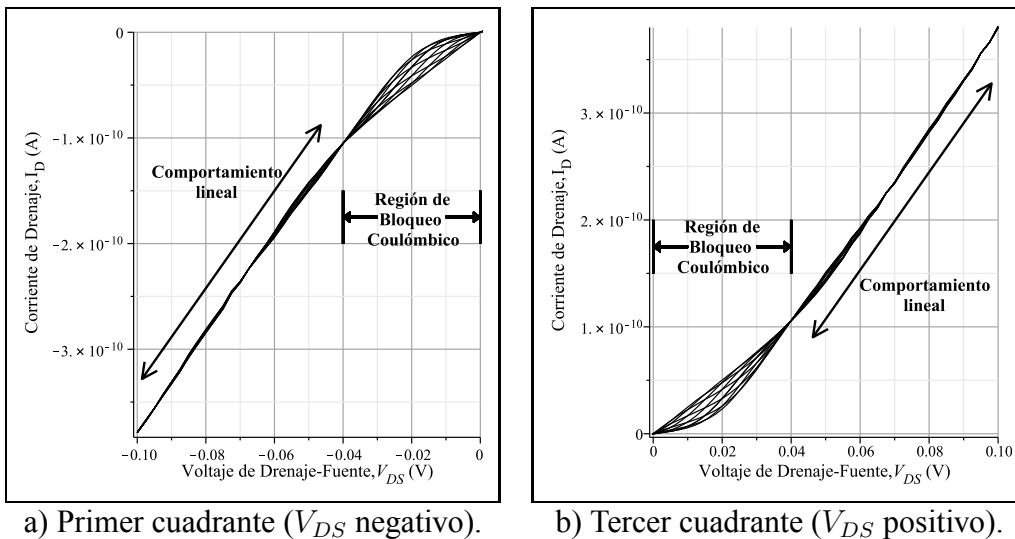 0
−1. × 10⁻¹⁰
−2. × 10⁻¹⁰
−3. × 10⁻¹⁰
Corriente de Drenaje, I_D (A)
Comportamiento
lineal
Región de
Bloqueo
Coulómbico
−0.10 −0.08 −0.06 −0.04 −0.02 0
Voltaje de Drenaje-Fuente, V_DS (V)
a) Primer cuadrante (V_DS negativo).
3. × 10⁻¹⁰
2. × 10⁻¹⁰
1. × 10⁻¹⁰
0
Corriente de Drenaje, I_D (A)
Región de
Bloqueo
Coulómbico
Comportamiento
lineal
0 0.02 0.04 0.06 0.08 0.10
Voltaje de Drenaje-Fuente, V_DS (V)
b) Tercer cuadrante (V_DS positivo).